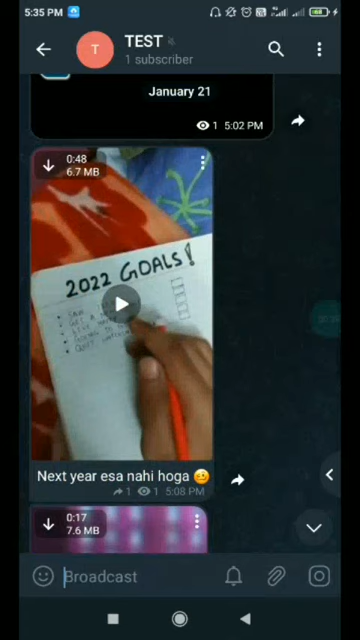 5:35 PM
TEST
1 subscriber
January 21
1 5:02 PM
0:48
6.7 MB
2022 GOALS!
Next year esa nahi hoga 🥴
1 1 5:08 PM
0:17
7.6 MB
Broadcast